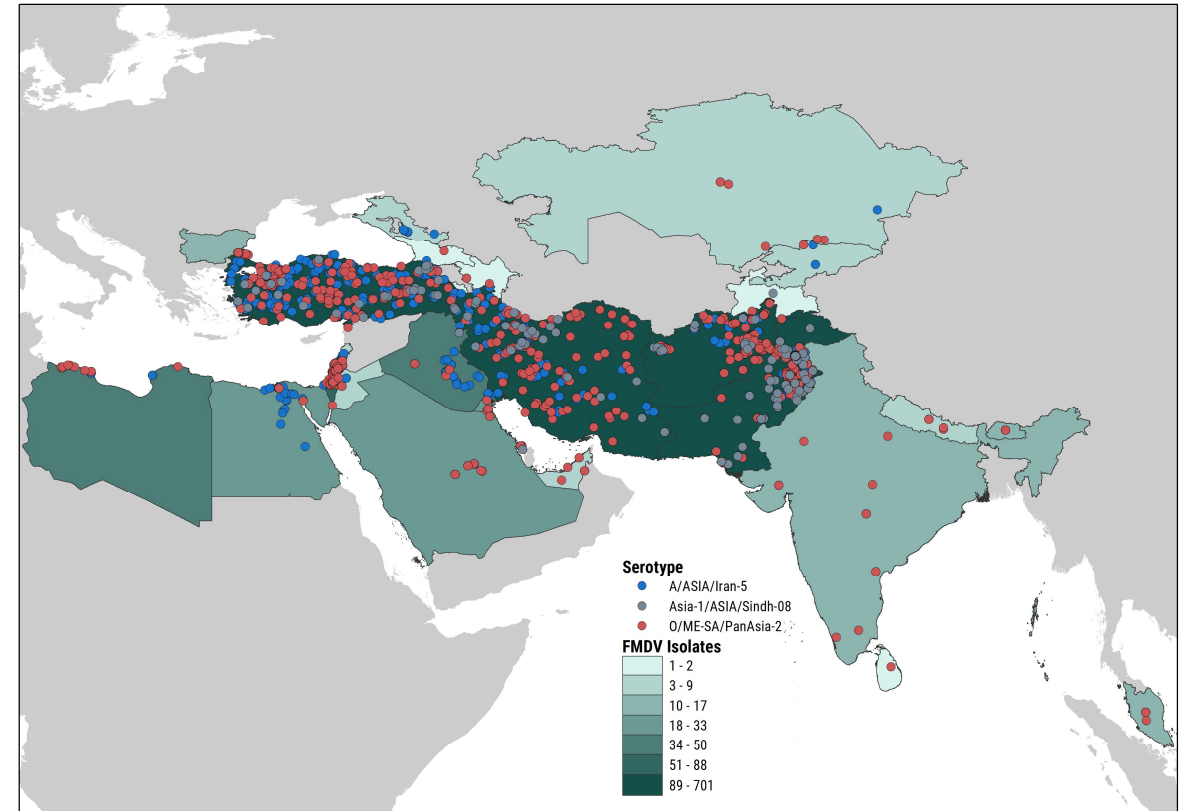 Serotype
A/ASIA/Iran-5
Asia-1/ASIA/Sindh-08
O/ME-SA/PanAsia-2
FMDV Isolates
1 - 2
3 - 9
10 - 17
18 - 33
34 - 50
51 - 88
89 - 701